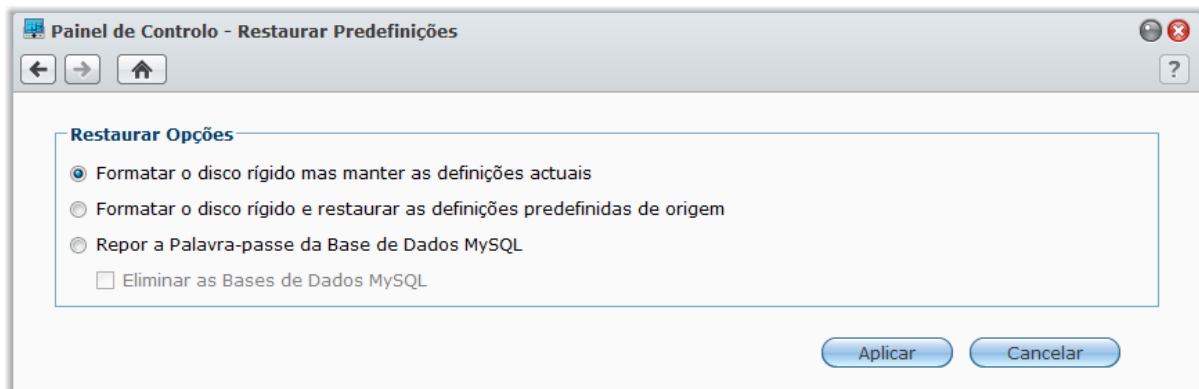 Painel de Controlo - Restaurar Predefinições
?
Restaurar Opções
Formatar o disco rígido mas manter as definições actuais
Formatar o disco rígido e restaurar as definições predefinidas de origem
Repor a Palavra-passe da Base de Dados MySQL
Eliminar as Bases de Dados MySQL
Aplicar Cancelar